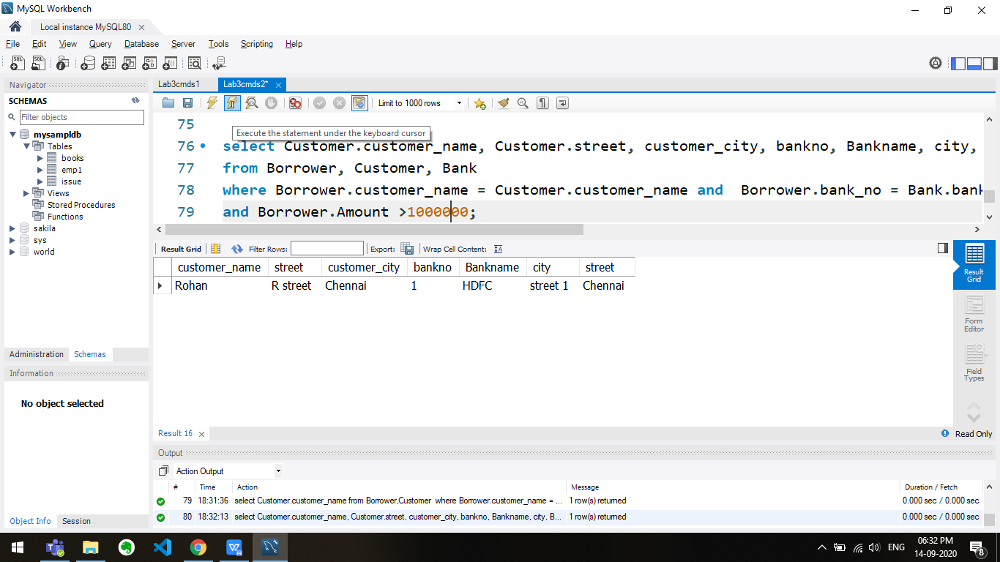 MySQL Workbench
Local instance MySQL80
File Edit View Query Database Server Tools Scripting Help
Navigator
SCHEMAS
Filter objects
mysampldb
Tables
books
emp1
issue
Views
Stored Procedures
Functions
sakila
sys
world
Administration Schemas
Information
No object selected
Object Info Session
Lab3cmds1 Lab3cmds2*
Limit to 1000 rows
75
Execute the statement under the keyboard cursor
76 select Customer.customer_name, Customer.street, customer_city, bankno, Bankname, city,
77 from Borrower, Customer, Bank
78 where Borrower.customer_name = Customer.customer_name and Borrower.bank_no = Bank.bank
79 and Borrower.Amount >1000000;
Result Grid Filter Rows: Export: Wrap Cell Content:
customer_name street customer_city bankno Bankname city street
Rohan R street Chennai 1 HDFC street 1 Chennai
Result Grid
Form Editor
Field Types
Result 16 Read Only
Output
Action Output
# Time Action Message Duration / Fetch
79 18:31:36 select Customer.customer_name from Borrower,Customer where Borrower.customer_name = ... 1 row(s) returned 0.000 sec / 0.000 sec
80 18:32:13 select Customer.customer_name, Customer.street, customer_city, bankno, Bankname, city, B... 1 row(s) returned 0.000 sec / 0.000 sec
ENG
06:32 PM
14-09-2020
8